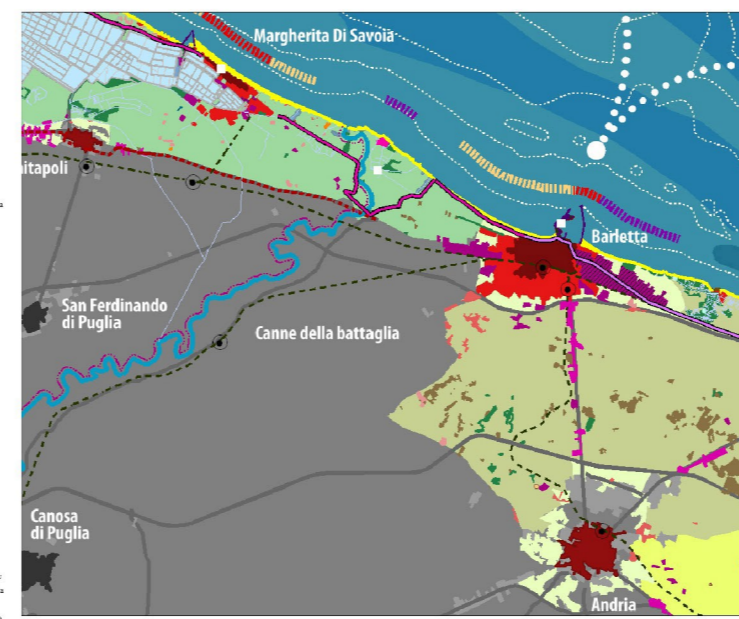 Margherita Di Savoia
itapoli
Barletta
San Ferdinando
di Puglia
Canne della battaglia
Canosa
di Puglia
Andria